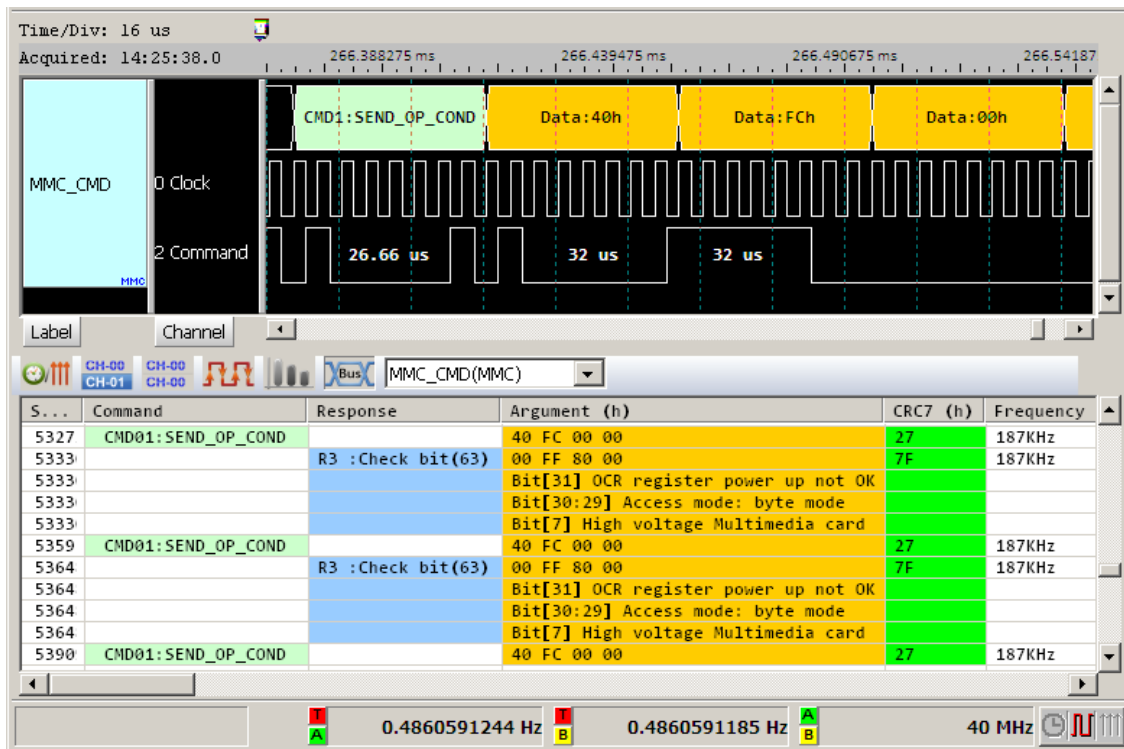 Time/Div: 16 us
Acquired: 14:25:38.0
266.388275 ms 266.439475 ms 266.490675 ms 266.54187
CMD1:SEND_OP_COND Data:40h Data:FCh Data:00h
MMC_CMD 0 Clock
2 Command 26.66 us 32 us 32 us
MMC
Label Channel
CH-00 CH-00
CH-01 CH-00
Bus MMC_CMD(MMC)
S... Command Response Argument (h) CRC7 (h) Frequency
5327 CMD01:SEND_OP_COND 40 FC 00 00 27 187KHz
5333 R3 :Check bit(63) 00 FF 80 00 7F 187KHz
5333 Bit[31] OCR register power up not OK
5333 Bit[30:29] Access mode: byte mode
5333 Bit[7] High voltage Multimedia card
5359 CMD01:SEND_OP_COND 40 FC 00 00 27 187KHz
5364 R3 :Check bit(63) 00 FF 80 00 7F 187KHz
5364 Bit[31] OCR register power up not OK
5364 Bit[30:29] Access mode: byte mode
5364 Bit[7] High voltage Multimedia card
5390 CMD01:SEND_OP_COND 40 FC 00 00 27 187KHz
T A 0.4860591244 Hz T B 0.4860591185 Hz A B 40 MHz